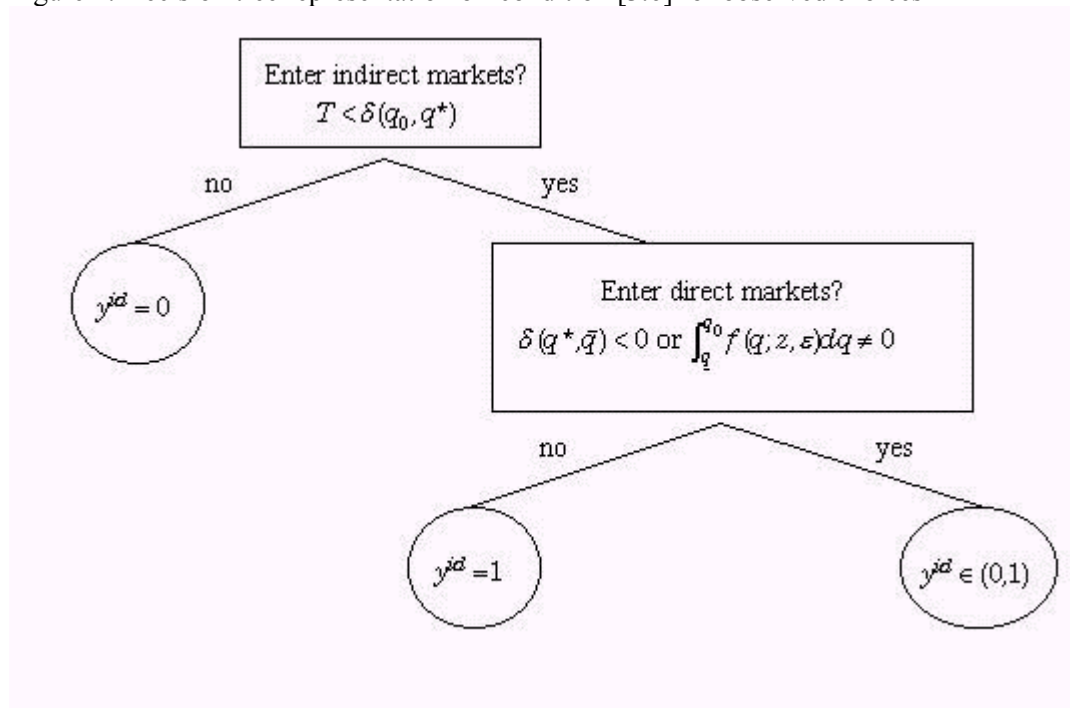 Enter indirect markets?
T < δ(q₀, q*)
no
yes
y^{id} = 0
Enter direct markets?
δ(q*, q̄) < 0 or ∫_{q̲}^{q₀} f(q; z, ε)dq ≠ 0
no
yes
y^{id} = 1
y^{id} ∈ (0,1)